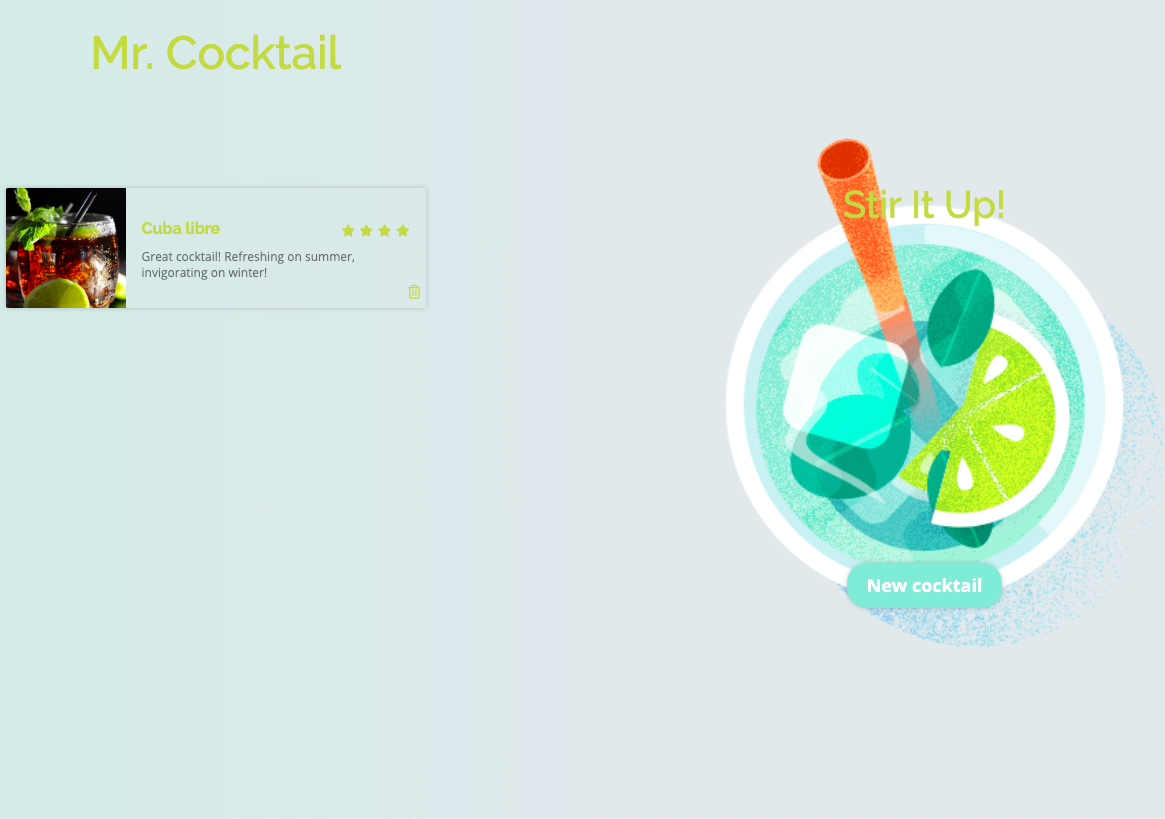 Mr. Cocktail
Stir It Up!
Cuba libre
Great cocktail! Refreshing on summer,
invigorating on winter!
New cocktail